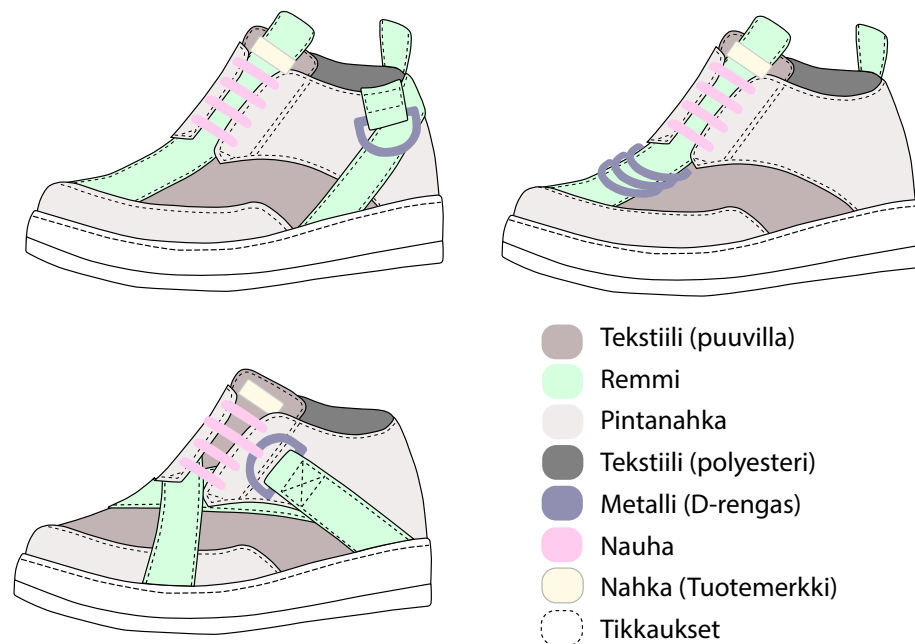 Tekstiili (puuvilla)
Remmi
Pintanahka
Tekstiili (polyesteri)
Metalli (D-rengas)
Nauha
Nahka (Tuotemerkki)
Tikkaukset